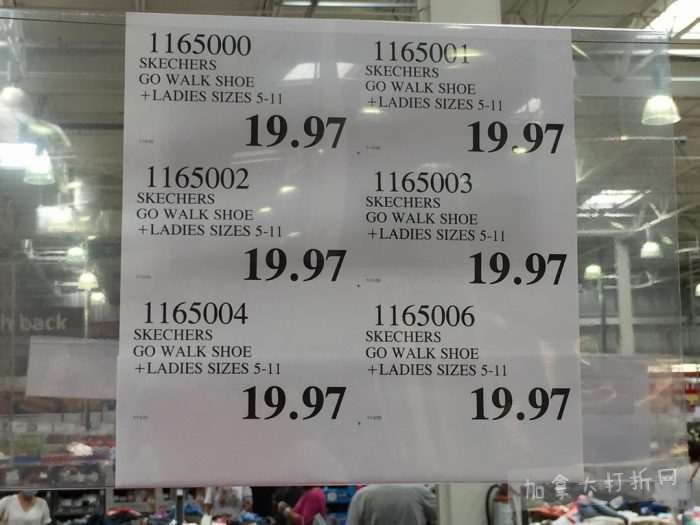 1165000
SKECHERS
GO WALK SHOE
+LADIES SIZES 5-11
19.97
1165001
SKECHERS
GO WALK SHOE
+LADIES SIZES 5-11
19.97
1165002
SKECHERS
GO WALK SHOE
+LADIES SIZES 5-11
19.97
1165003
SKECHERS
GO WALK SHOE
+LADIES SIZES 5-11
19.97
1165004
SKECHERS
GO WALK SHOE
+LADIES SIZES 5-11
19.97
1165006
SKECHERS
GO WALK SHOE
+LADIES SIZES 5-11
19.97
back
加拿大打折网